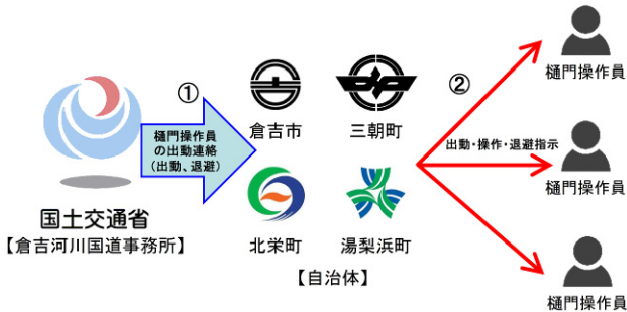 ①
樋門操作員
の出動連絡
(出動、退避)
国土交通省
【倉吉河川国道事務所】
倉吉市
三朝町
北栄町
湯梨浜町
【自治体】
②
出動・操作・退避指示
樋門操作員
樋門操作員
樋門操作員